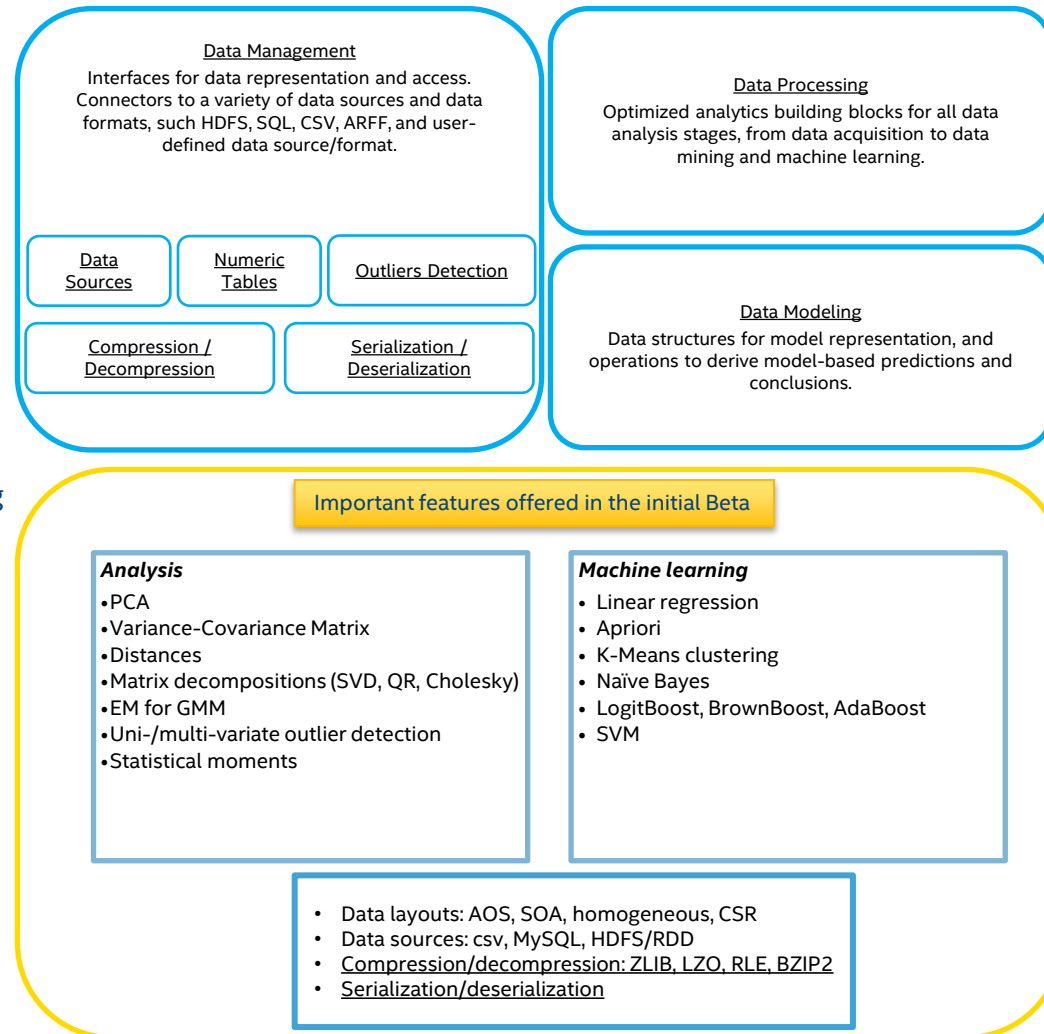 Data Management
Interfaces for data representation and access.
Connectors to a variety of data sources and data
formats, such HDFS, SQL, CSV, ARFF, and user-
defined data source/format.
Data
Sources
Numeric
Tables
Outliers Detection
Compression /
Decompression
Serialization /
Deserialization
Data Processing
Optimized analytics building blocks for all data
analysis stages, from data acquisition to data
mining and machine learning.
Data Modeling
Data structures for model representation, and
operations to derive model-based predictions and
conclusions.
g
Important features offered in the initial Beta
Analysis
•PCA
•Variance-Covariance Matrix
•Distances
•Matrix decompositions (SVD, QR, Cholesky)
•EM for GMM
•Uni-/multi-variate outlier detection
•Statistical moments
Machine learning
• Linear regression
• Apriori
• K-Means clustering
• Naïve Bayes
• LogitBoost, BrownBoost, AdaBoost
• SVM
• Data layouts: AOS, SOA, homogeneous, CSR
• Data sources: csv, MySQL, HDFS/RDD
• Compression/decompression: ZLIB, LZO, RLE, BZIP2
• Serialization/deserialization